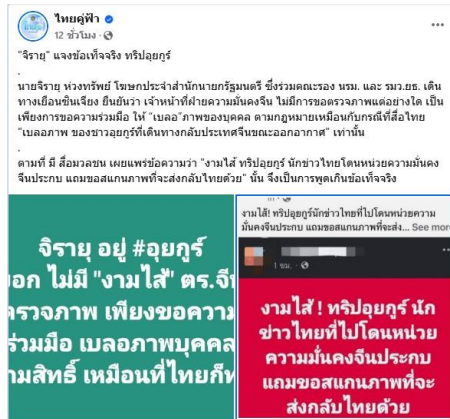 ไทยคู่ฟ้า
12 ชั่วโมง ·
"จิรายุ" แจงข้อเท็จจริง ทริปอุยกูร์
.
นายจิรายุ ห่วงทรัพย์ โฆษกประจำสำนักนายกรัฐมนตรี ซึ่งร่วมคณะรอง นรม. และ รมว.ยธ. เดิน
ทางเยือนซินเจียง ยืนยันว่า เจ้าหน้าที่ฝ่ายความมั่นคงจีน ไม่มีการขอตรวจภาพแต่อย่างใด เป็น
เพียงการขอความร่วมมือ ให้ "เบลอ"ภาพของบุคคล ตามกฎหมายเหมือนกับกรณีที่สื่อไทย
"เบลอภาพ ของชาวอุยกูร์ที่เดินทางกลับประเทศจีนขณะออกอากาศ" เท่านั้น
.
ตามที่ มี สื่อมวลชน เผยแพร่ข้อความว่า "งามไส้ ทริปอุยกูร์ นักข่าวไทยโดนหน่วยความมั่นคง
จีนประกบ แถมขอสแกนภาพที่จะส่งกลับไทยด้วย" นั้น จึงเป็นการพูดเกินข้อเท็จจริง
จิรายุ อยู่ #อุยกูร์
อก ไม่มี "งามไส้" ตร.จี
ตรวจภาพ เพียงขอความ
ร่วมมือ เบลอภาพบุคคล
ามสิทธิ์ เหมือนที่ไทยก็ท
งามไส้! ทริปอุยกูร์นักข่าวไทยที่ไปโดนหน่วยความ
มั่นคงจีนประกบ แถมขอสแกนภาพที่จะส่ง... See more
1 ชม. ·
งามไส้ ! ทริปอุยกูร์ นัก
ข่าวไทยที่ไปโดนหน่วย
ความมั่นคงจีนประกบ
แถมขอสแกนภาพที่จะ
ส่งกลับไทยด้วย